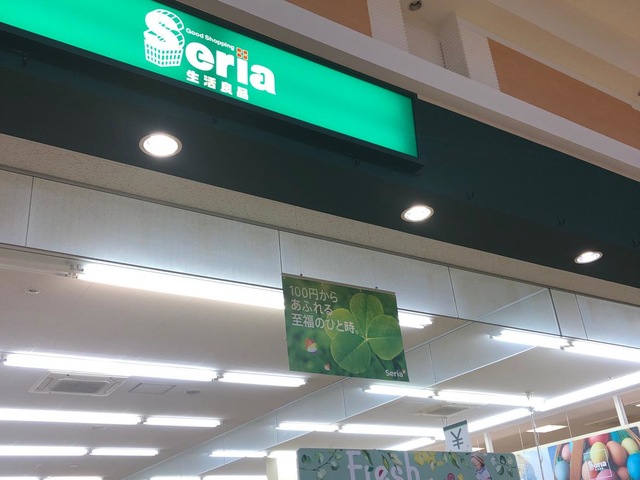 Good Shopping
Seria
生活良品
100円から
あふれる
至福のひと時。
Seria
¥
Fresh
Seria